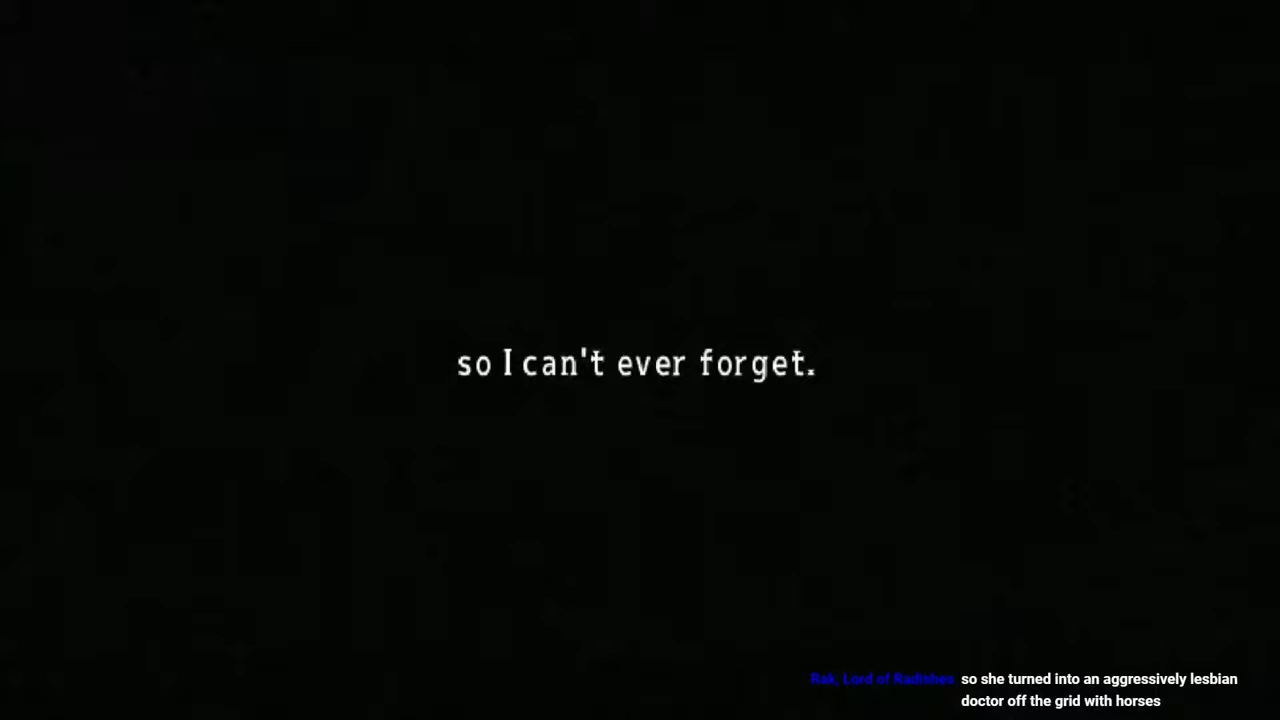 so I can't ever forget.
Rak, Lord of Radishes so she turned into an aggressively lesbian
doctor off the grid with horses